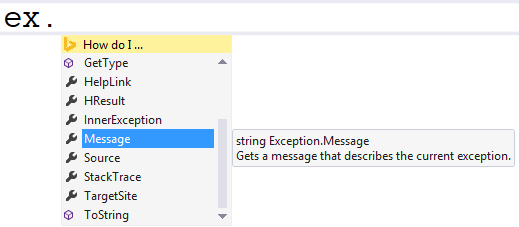 ex.
How do I ...
GetType
HelpLink
HResult
InnerException
Message
string Exception.Message
Gets a message that describes the current exception.
Source
StackTrace
TargetSite
ToString